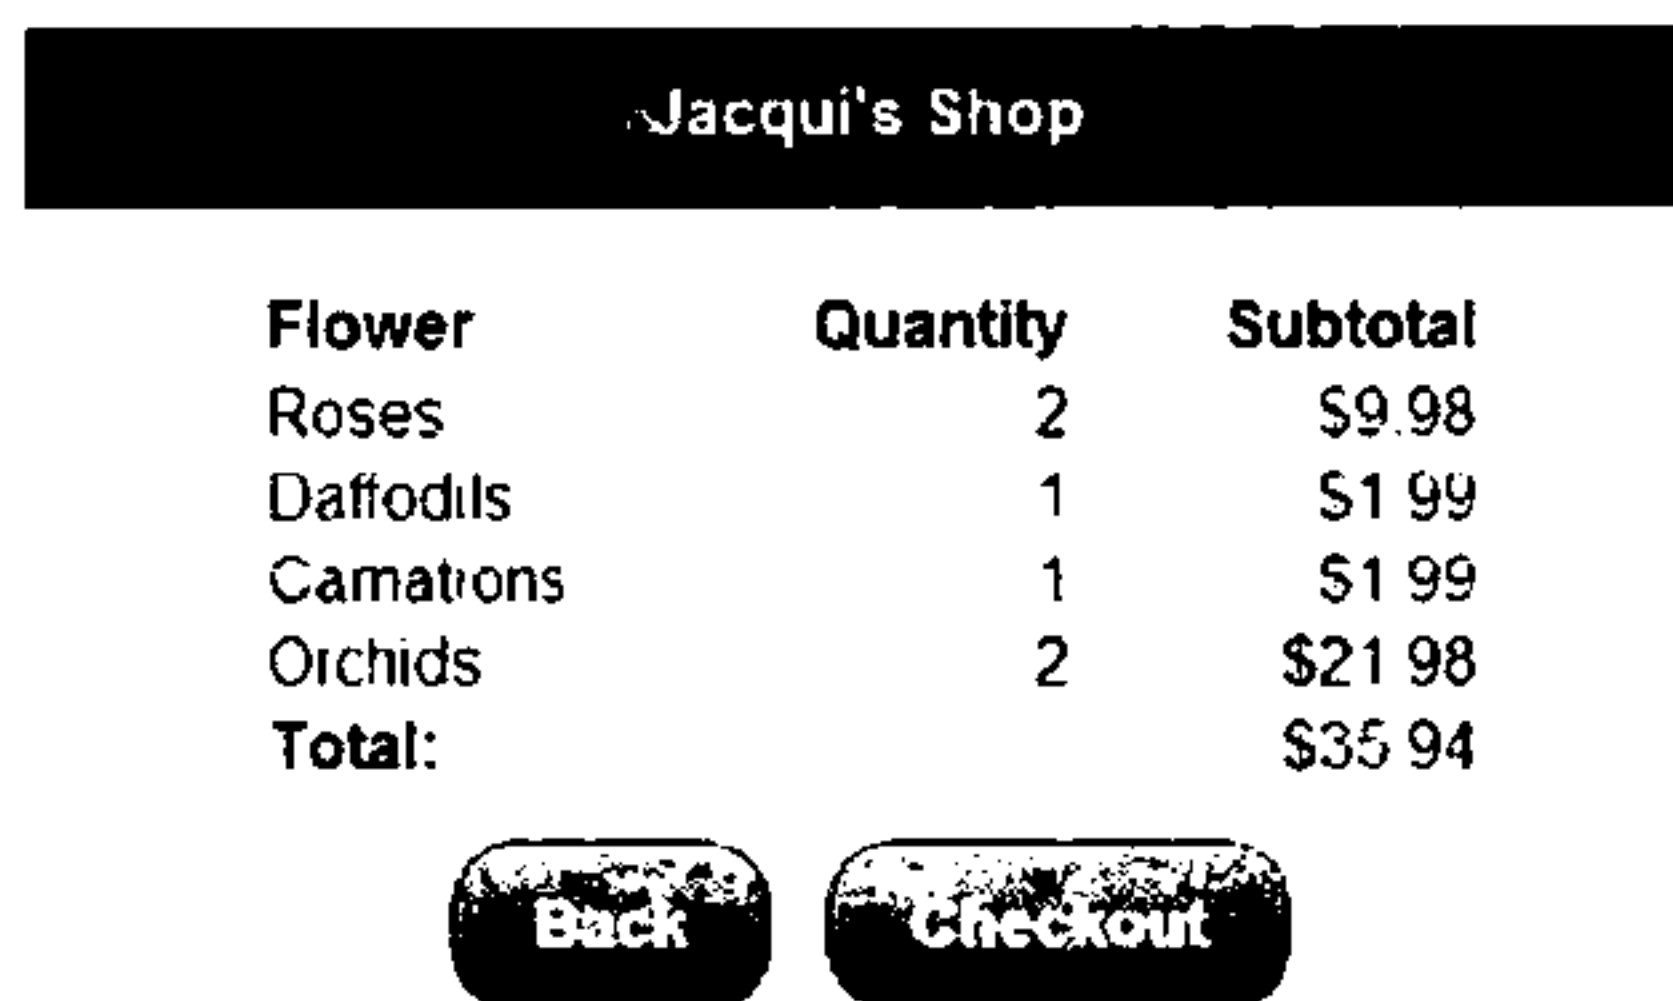 Jacqui's Shop
Flower Quantity Subtotal
Roses 2 $9.98
Daffodils 1 $1.99
Carnations 1 $1.99
Orchids 2 $21.98
Total: $35.94
Back Checkout